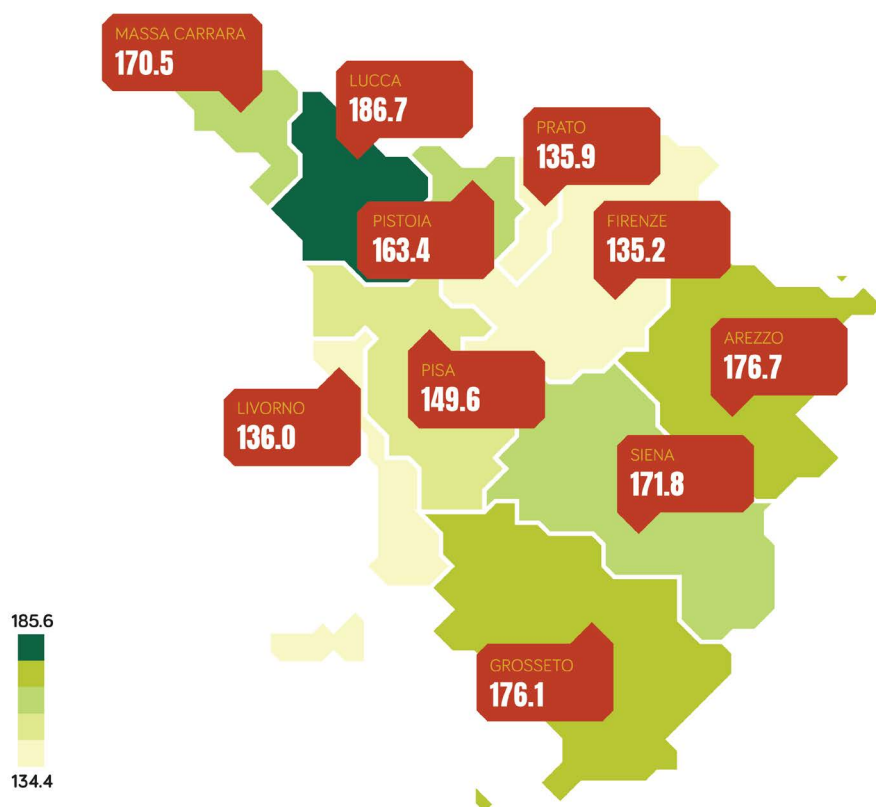 MASSA CARRARA
170.5
LUCCA
186.7
PRATO
135.9
PISTOIA
163.4
FIRENZE
135.2
AREZZO
176.7
PISA
149.6
LIVORNO
136.0
SIENA
171.8
185.6
GROSSETO
176.1
134.4